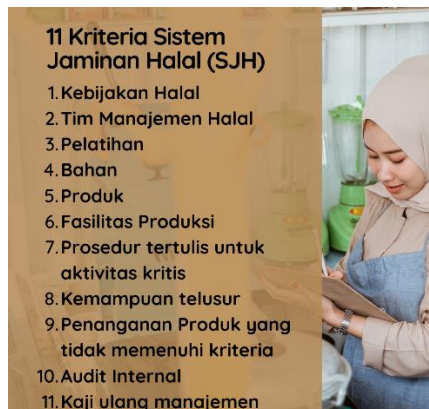 11 Kriteria Sistem
Jaminan Halal (SJH)
1. Kebijakan Halal
2. Tim Manajemen Halal
3. Pelatihan
4. Bahan
5. Produk
6. Fasilitas Produksi
7. Prosedur tertulis untuk
aktivitas kritis
8. Kemampuan telusur
9. Penanganan Produk yang
tidak memenuhi kriteria
10. Audit Internal
11. Kaji ulang manajemen